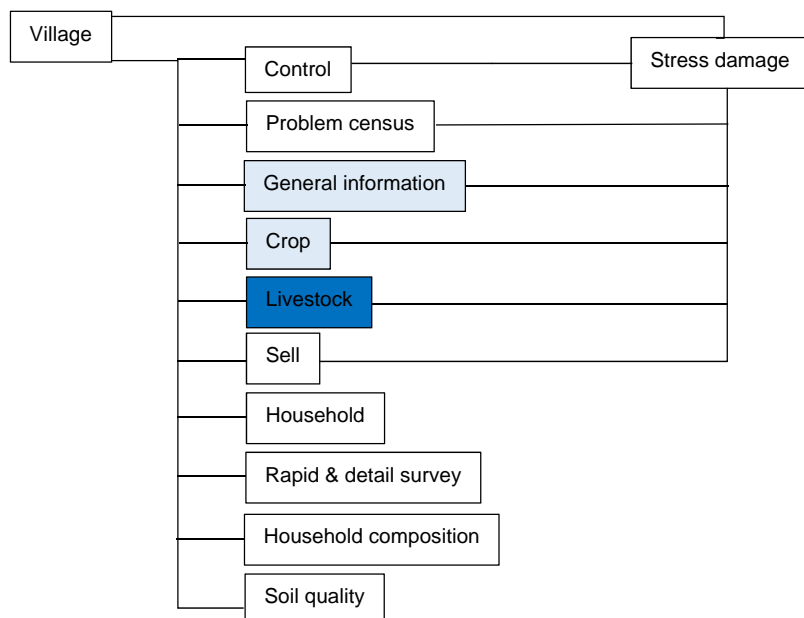 Village
Stress damage
Control
Problem census
General information
Crop
Livestock
Sell
Household
Rapid & detail survey
Household composition
Soil quality